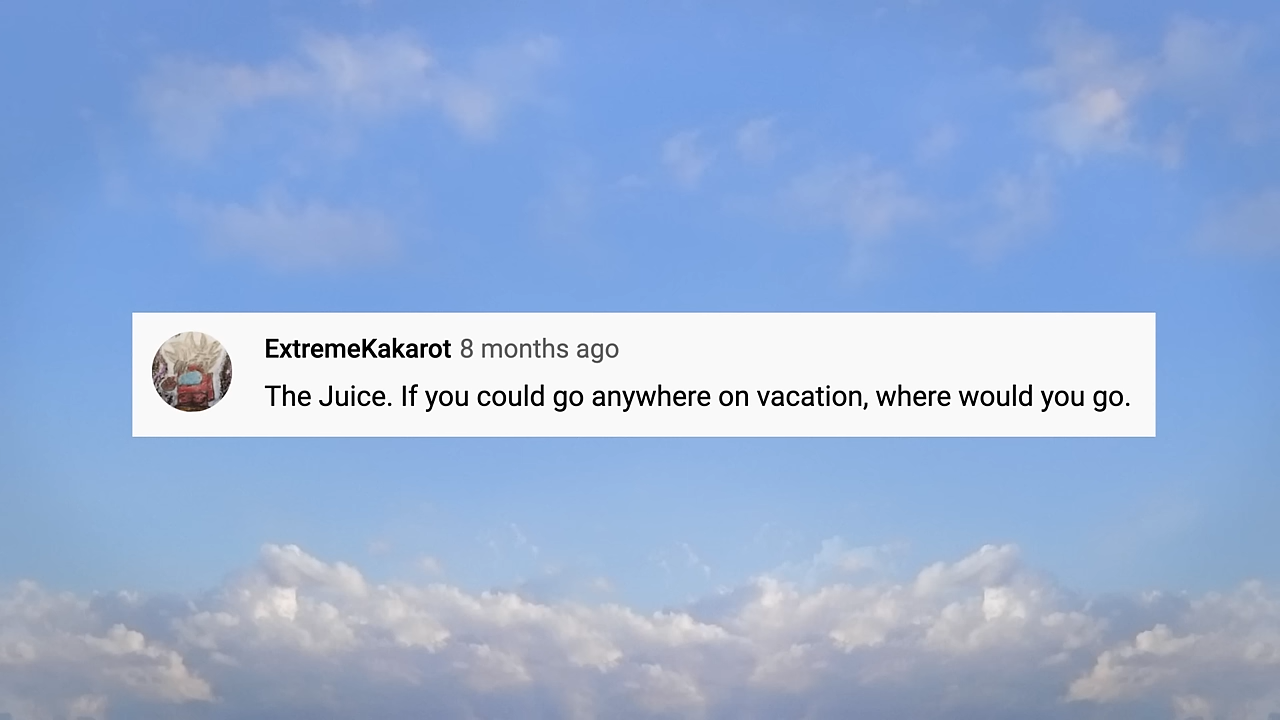 ExtremeKakarot 8 months ago
The Juice. If you could go anywhere on vacation, where would you go.